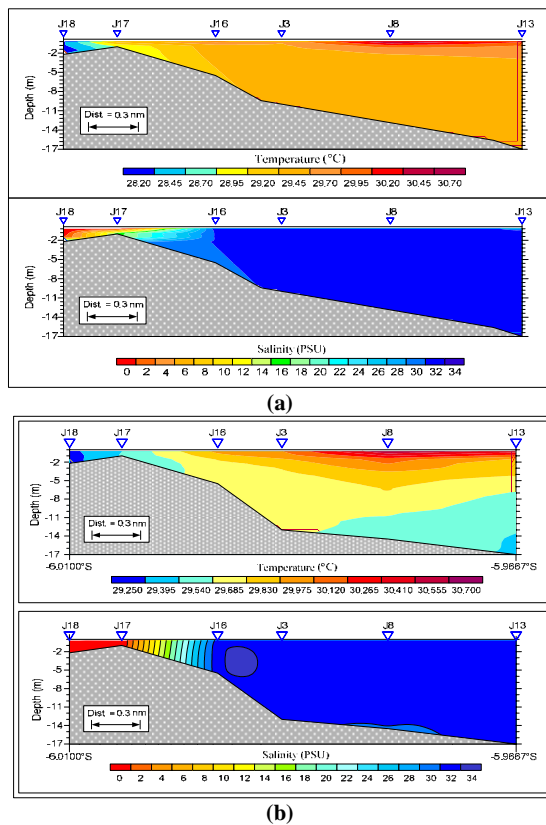 J18 J17 J16 J3 J8 J13
Depth (m)
-2
-5
-8
-11
-14
-17
Dist = 0.3 nm
Temperature (°C)
28.20 28.45 28.70 28.95 29.20 29.45 29.70 29.95 30.20 30.45 30.70
J18 J17 J16 J3 J8 J13
Depth (m)
-2
-5
-8
-11
-14
-17
Dist = 0.3 nm
Salinity (PSU)
0 2 4 6 8 10 12 14 16 18 20 22 24 26 28 30 32 34
(a)
J18 J17 J16 J3 J8 J13
Depth (m)
-2
-5
-8
-11
-14
-17
Dist = 0.3 nm
-6.0100°S -5.9667°S
Temperature (°C)
29,250 29,395 29,540 29,685 29,830 29,975 30,120 30,265 30,410 30,555 30,700
J18 J17 J16 J3 J8 J13
Depth (m)
-2
-5
-8
-11
-14
-17
Dist = 0.3 nm
-6.0100°S -5.9667°S
Salinity (PSU)
0 2 4 6 8 10 12 14 16 18 20 22 24 26 28 30 32 34
(b)